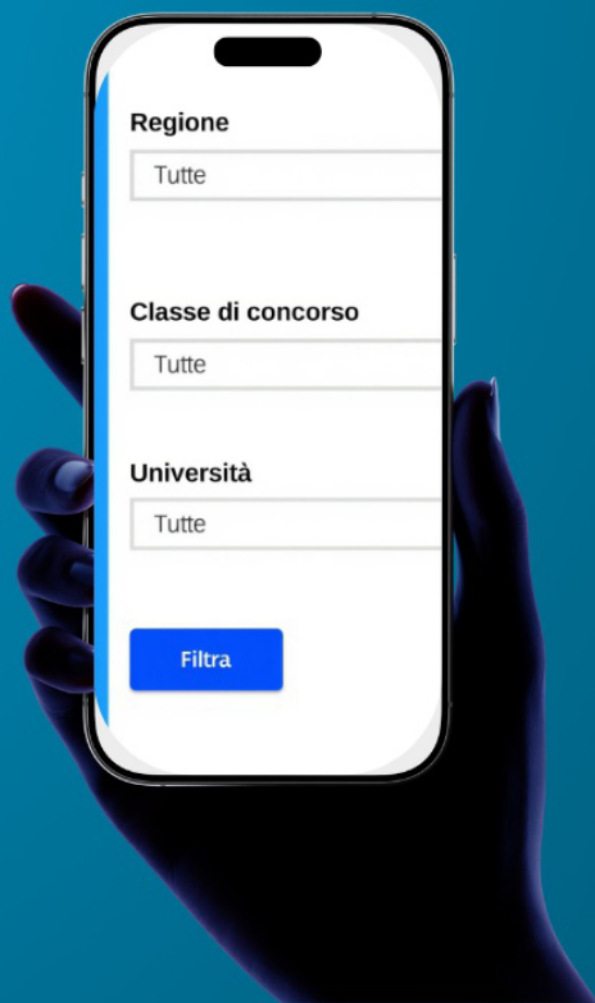 Regione
Tutte
Classe di concorso
Tutte
Università
Tutte
Filtra